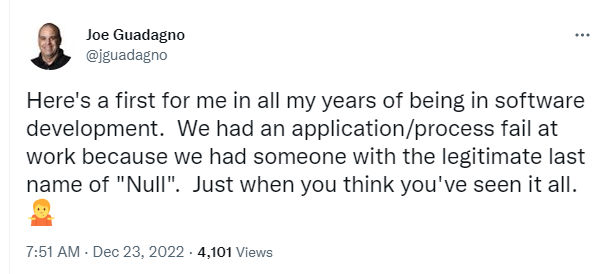 Joe Guadagno
@jguadagno
Here's a first for me in all my years of being in software
development.  We had an application/process fail at
work because we had someone with the legitimate last
name of "Null".  Just when you think you've seen it all.
🤷
7:51 AM · Dec 23, 2022 · 4,101 Views